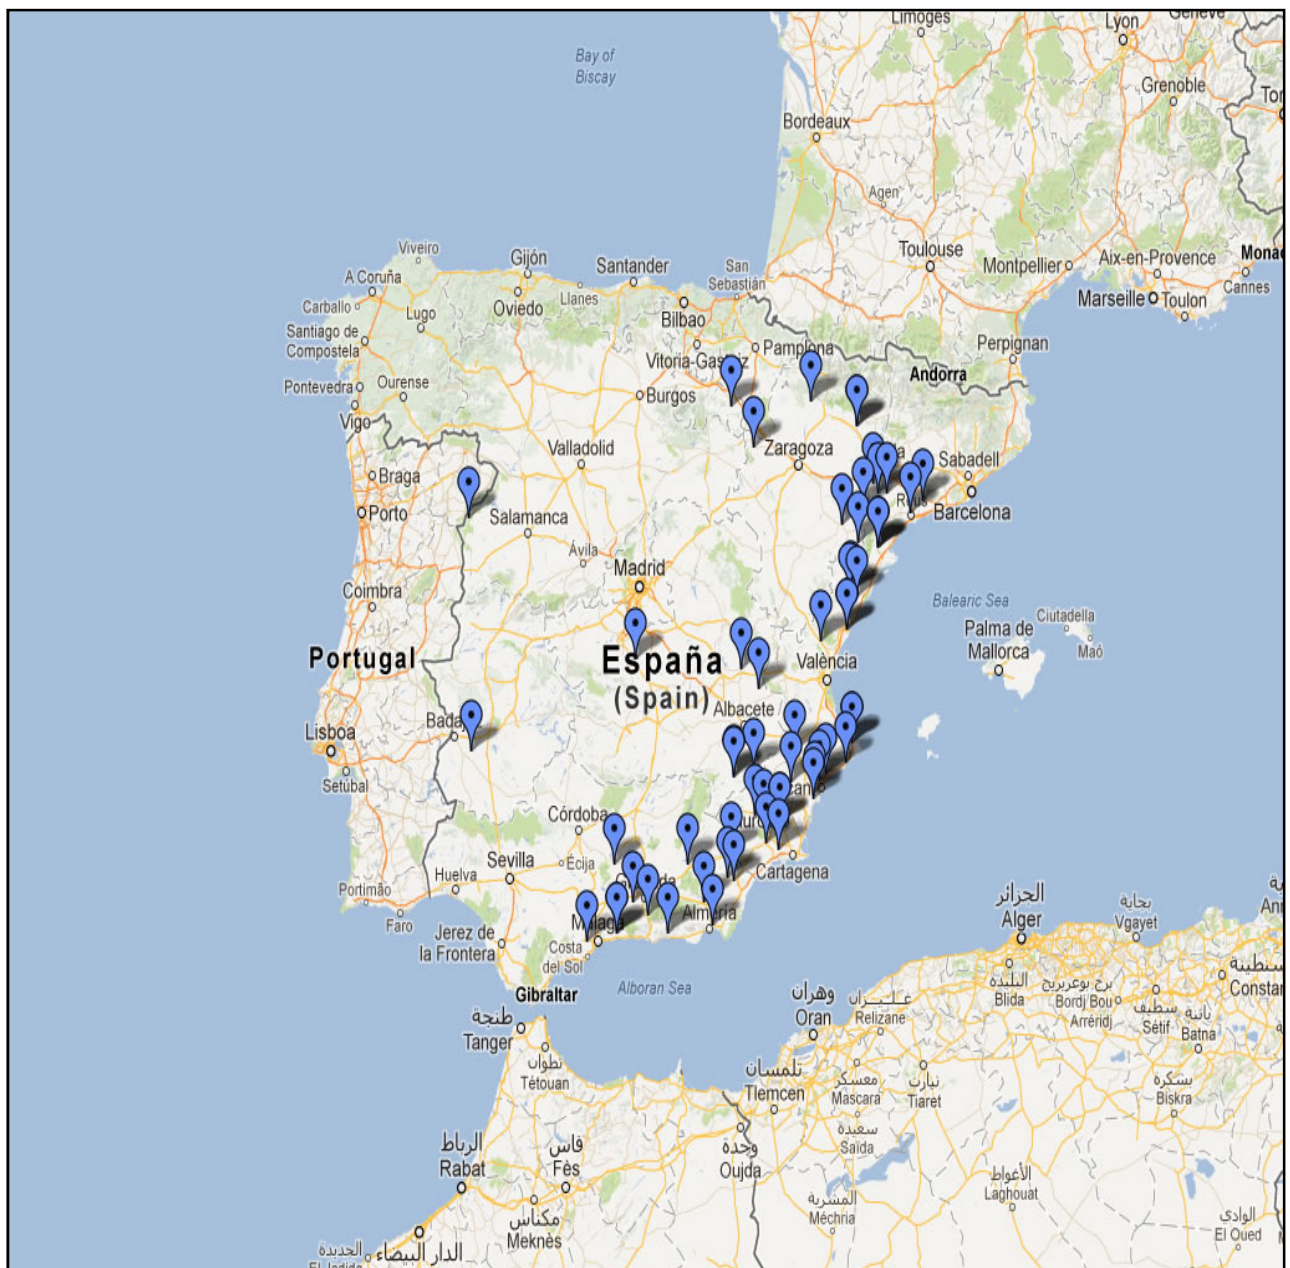 Limoges
Lyon
Bay of
Biscay
Grenoble
Bordeaux
Agen
Viveiro
Gijón
Santander
San
Sebastián
Toulouse
Montpellier
Aix-en-Provence
A Coruña
Llanes
Cannes
Carballo
Oviedo
Marseille
Toulon
Lugo
Bilbao
Santiago de
Compostela
Pamplona
Perpignan
Pontevedra
Ourense
Andorra
Burgos
Vigo
Valladolid
Zaragoza
Sabadell
Braga
Porto
Salamanca
Barcelona
Ávila
Madrid
Coimbra
Balearic Sea
Ciutadella
Palma de
Mallorca
Maó
Portugal
España
(Spain)
València
Albacete
Lisboa
Setúbal
Córdoba
Sevilla
Écija
Cartagena
Huelva
Portimão
Faro
Almería
Jerez de
la Frontera
Costa
del Sol
Alboran Sea
Gibraltar
الجزائر
Alger
بجاية
Vgayet
طنجة
Tanger
وهران
Oran
غليزان
Relizane
البليدة
Blida
برج بوعريريج
Bordj Bou
Arréridj
سطيف
Sétif
باتنة
Batna
تطوان
Tétouan
تلمسان
Tlemcen
معسكر
Mascara
تيارت
Tiaret
بسكرة
Biskra
سعيدة
Saïda
الرباط
Rabat
فاس
Fès
وجدة
Oujda
الأغواط
Laghouat
المشرية
Méchria
مكناس
Meknès
الوادي
El Oued
الجديدة
الدار البيضاء